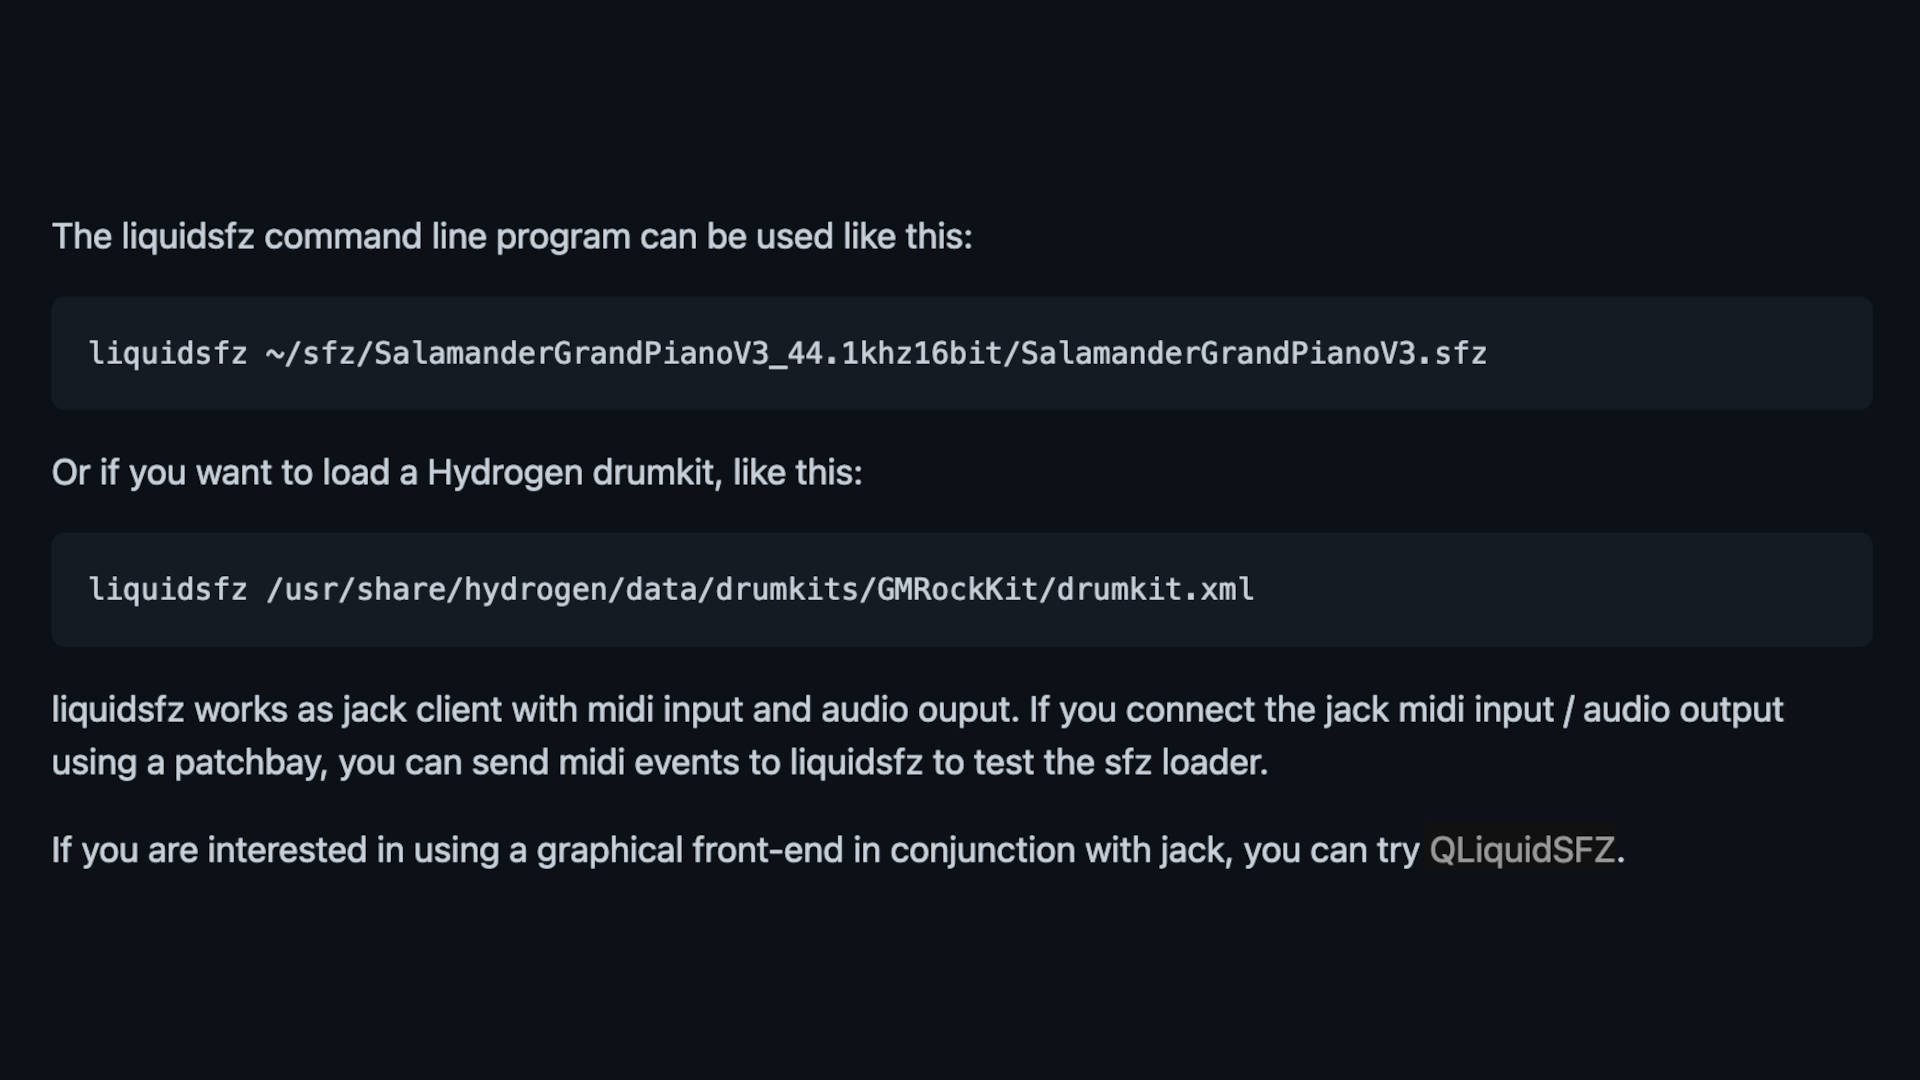 The liquidsfz command line program can be used like this:
liquidsfz ~/sfz/SalamanderGrandPianoV3_44.1khz16bit/SalamanderGrandPianoV3.sfz
Or if you want to load a Hydrogen drumkit, like this:
liquidsfz /usr/share/hydrogen/data/drumkits/GMRockKit/drumkit.xml
liquidsfz works as jack client with midi input and audio ouput. If you connect the jack midi input / audio output
using a patchbay, you can send midi events to liquidsfz to test the sfz loader.
If you are interested in using a graphical front-end in conjunction with jack, you can try QLiquidSFZ.